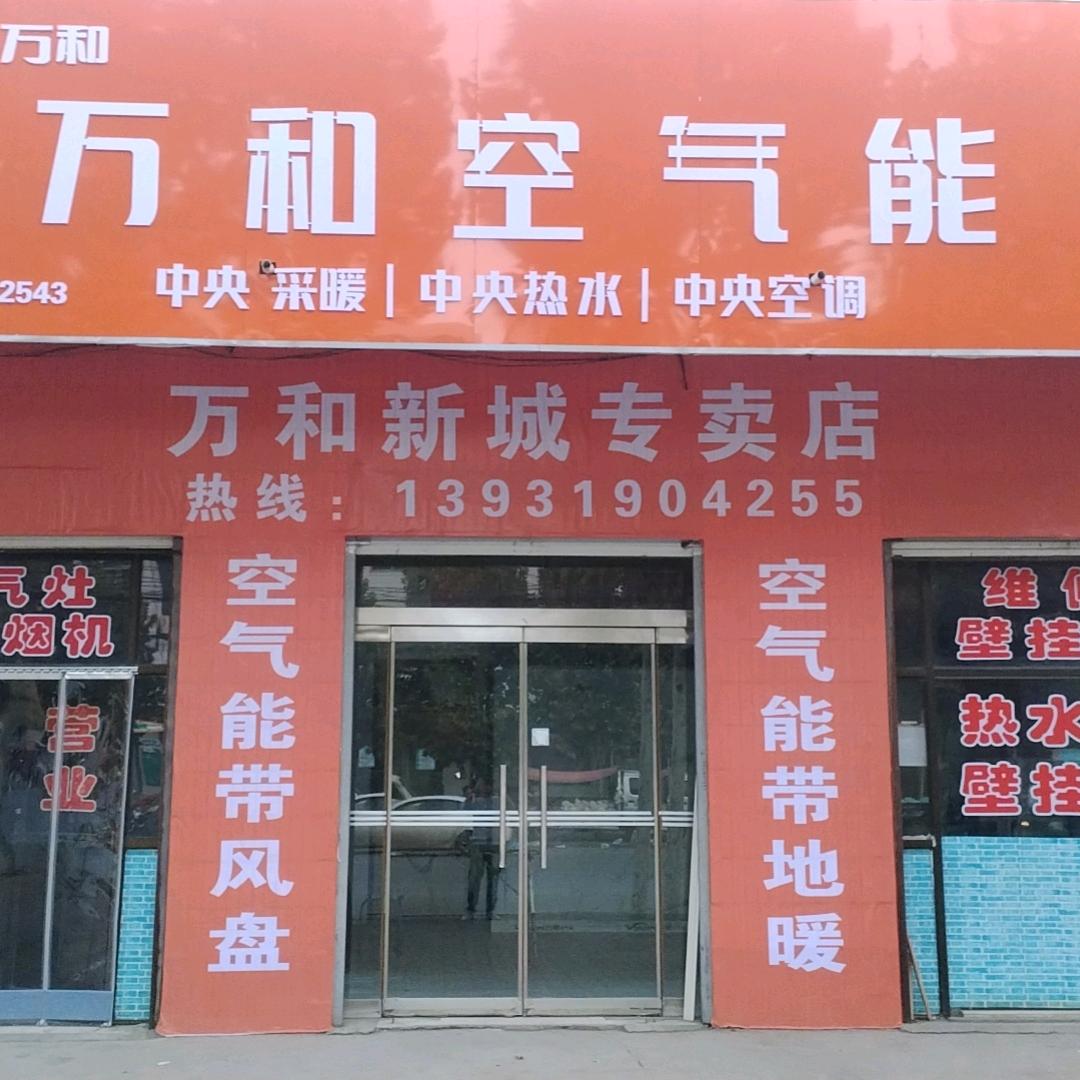 万和
万和空气能
2543
中央 采暖|中央热水|中央空调
万和新城专卖店
热线：13931904255
空气能带风盘
空气能带地暖
气灶
烟机
营业
维
壁挂
热水
壁挂